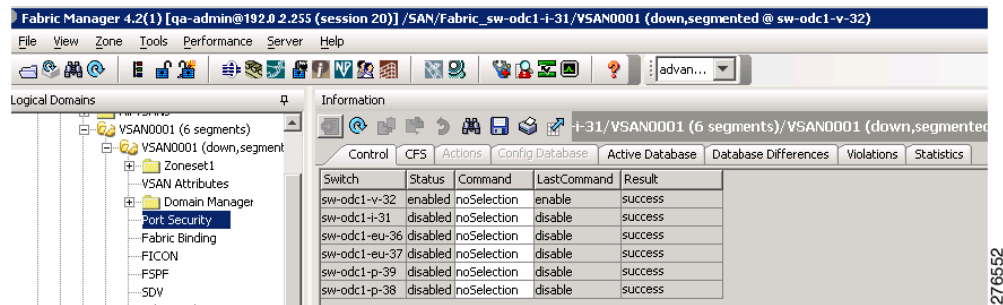 Fabric Manager 4.2(1) [qa-admin@192.0.2.255 (session 20)] /SAN/Fabric_sw-odc1-i-31/VSAN0001 (down,segmented @ sw-odc1-v-32)
File View Zone Tools Performance Server Help
advan...
Logical Domains
Information
-i-31/VSAN0001 (6 segments)/VSAN0001 (down,segmented
VSAN0001 (6 segments)
VSAN0001 (down,segment
Zoneset1
VSAN Attributes
Domain Manager
Port Security
Fabric Binding
FICON
FSPF
SDV
Control CFS Actions Config Database Active Database Database Differences Violations Statistics
Switch Status Command LastCommand Result
sw-odc1-v-32 enabled noSelection enable success
sw-odc1-i-31 disabled noSelection disable success
sw-odc1-eu-36 disabled noSelection disable success
sw-odc1-eu-37 disabled noSelection disable success
sw-odc1-p-39 disabled noSelection disable success
sw-odc1-p-38 disabled noSelection disable success
276552